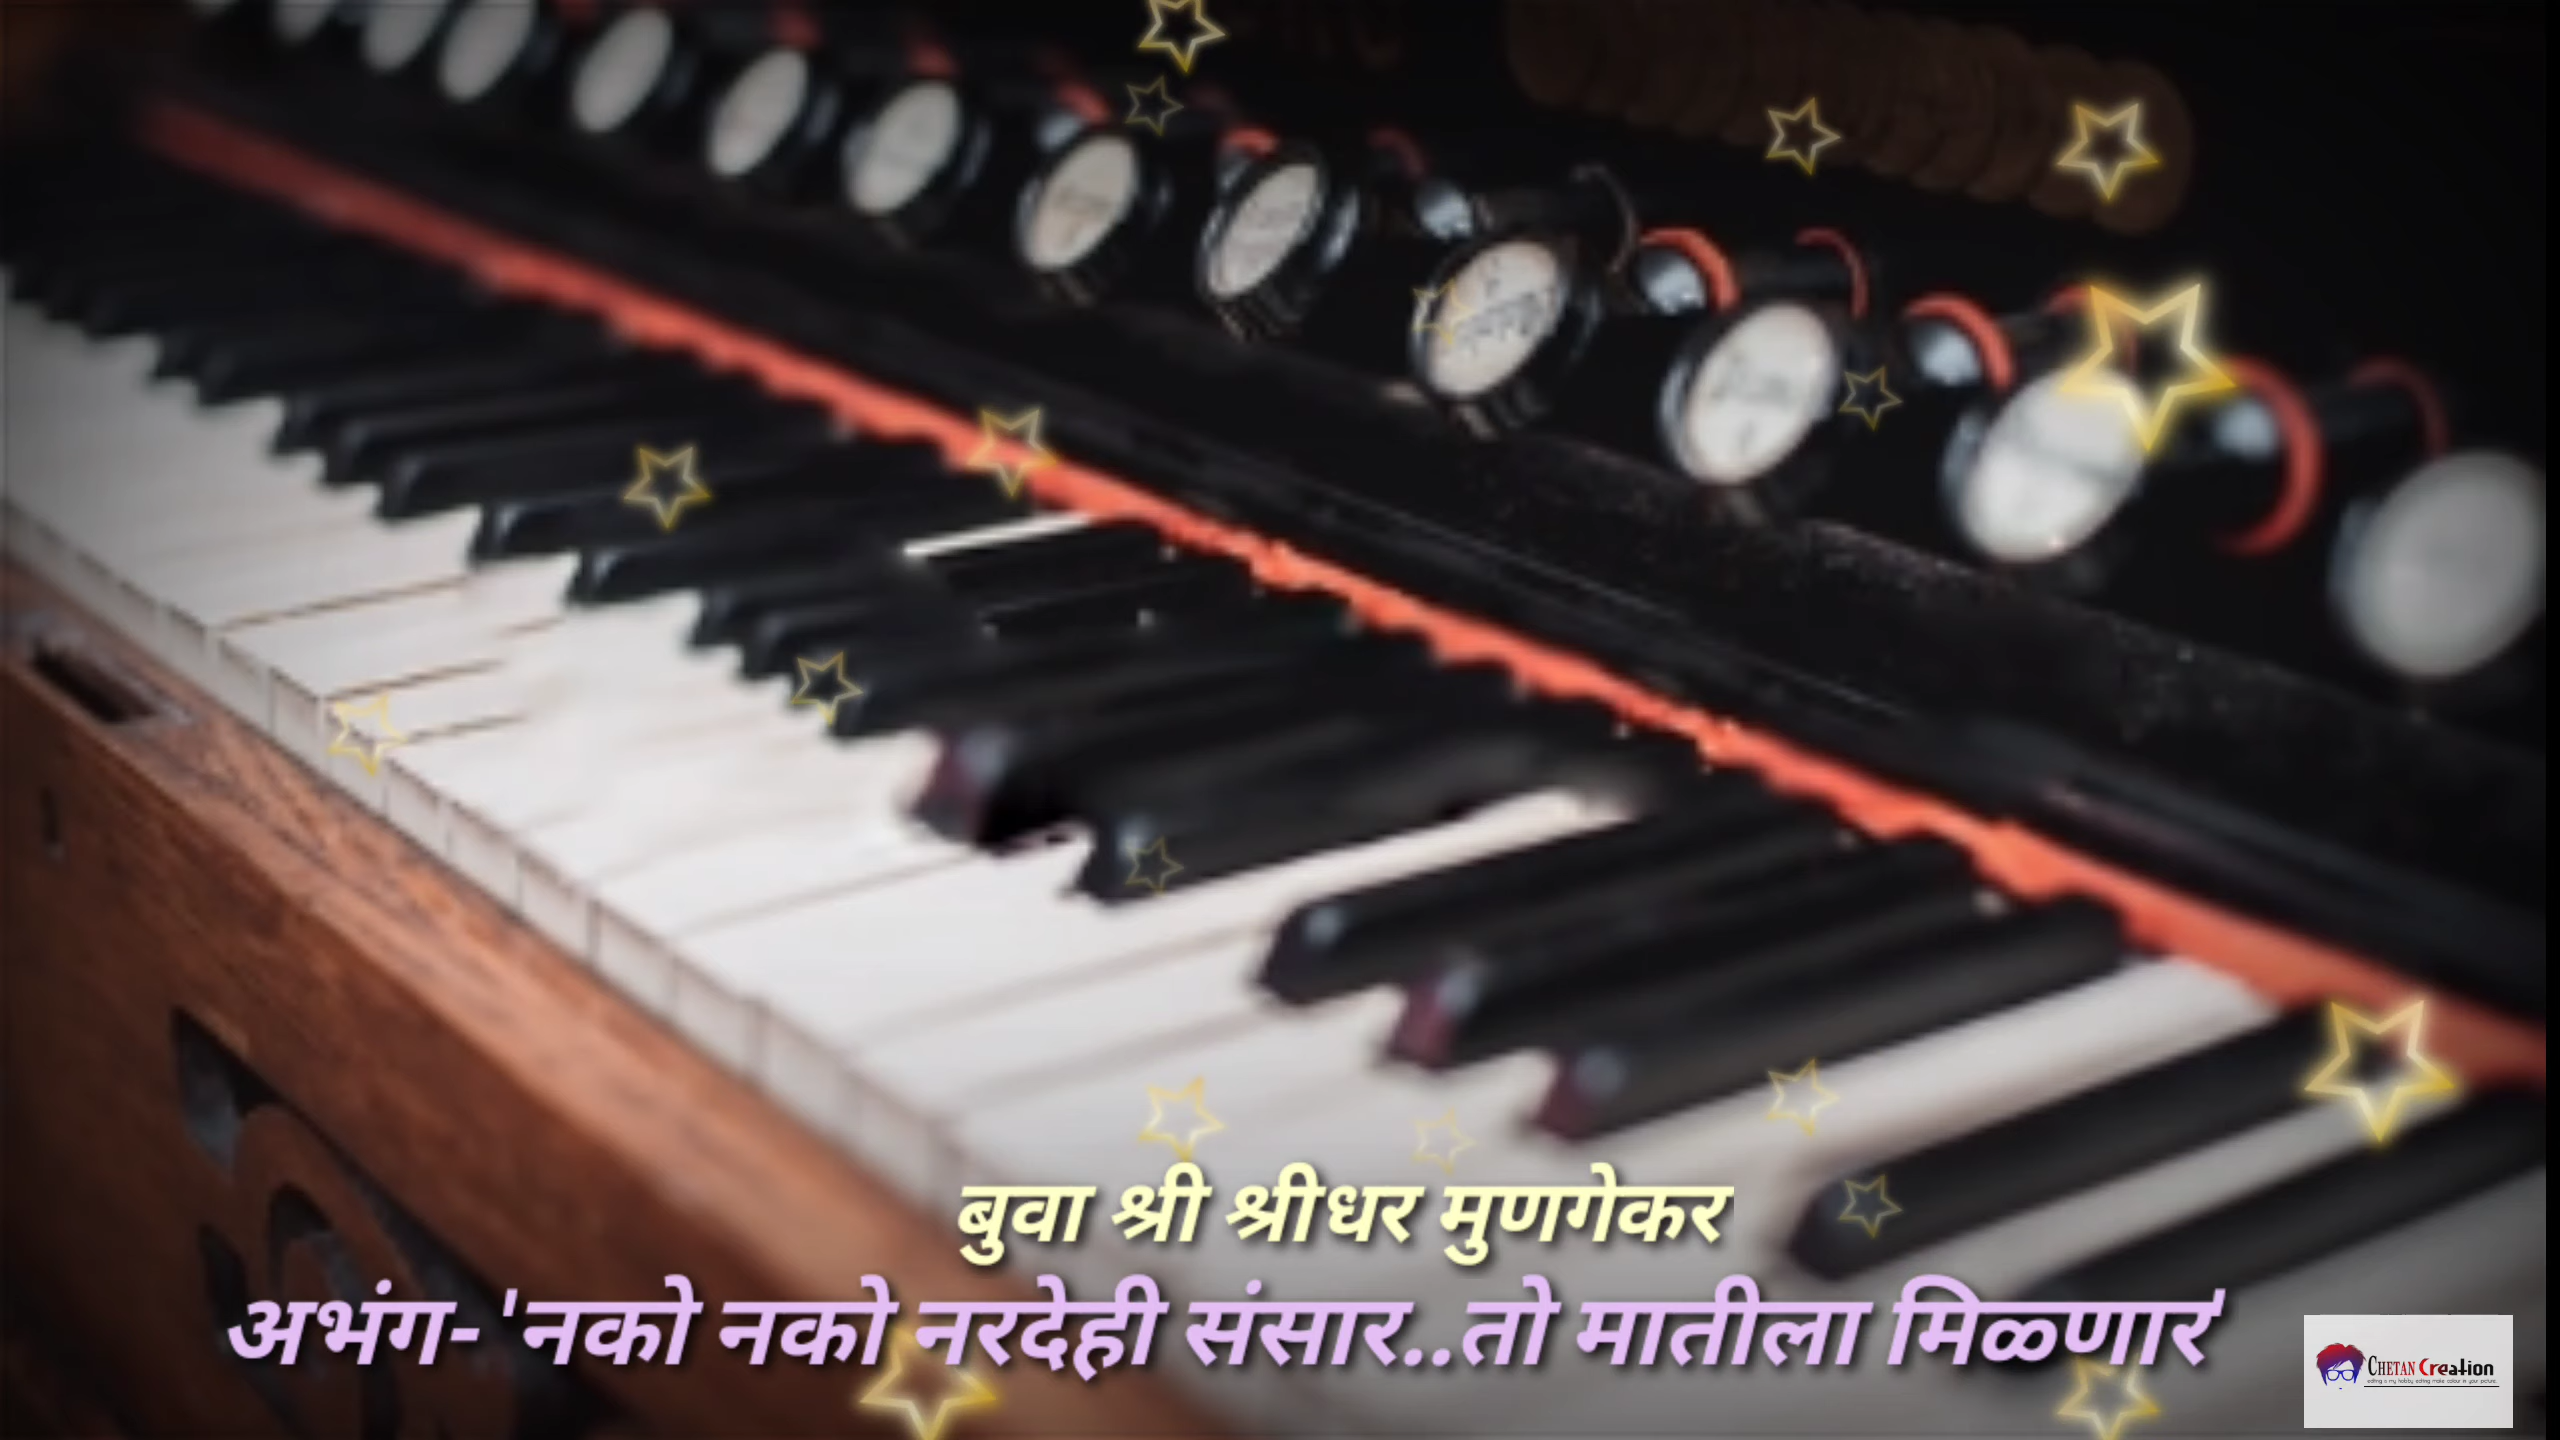 बुवा श्री श्रीधर मुणगेकर
अभंग- 'नको नको नरदेही संसार..तो मातीला मिळणार'
CHETAN Creation